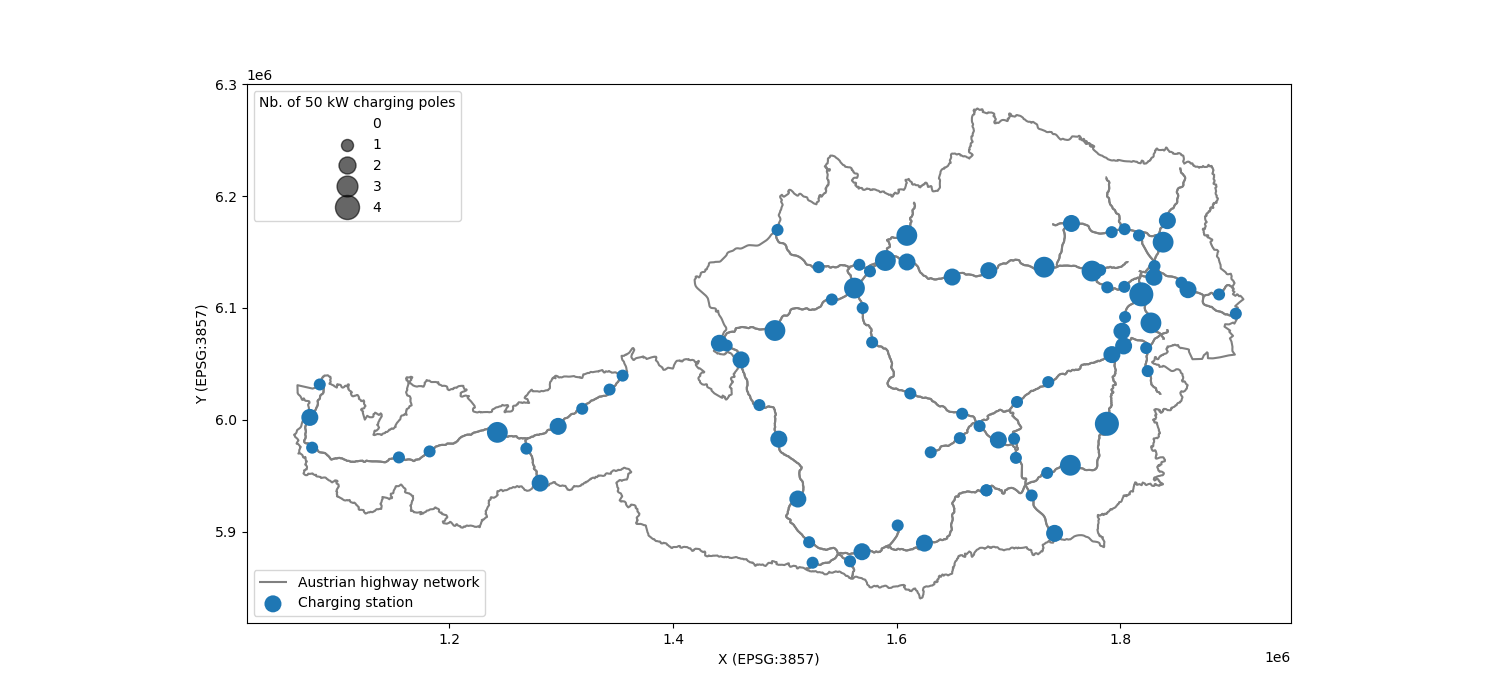 1e6
6.3
6.2
6.1
6.0
5.9
Y (EPSG:3857)
Nb. of 50 kW charging poles
0
1
2
3
4
Austrian highway network
Charging station
1.2
1.4
1.6
1.8
1e6
X (EPSG:3857)